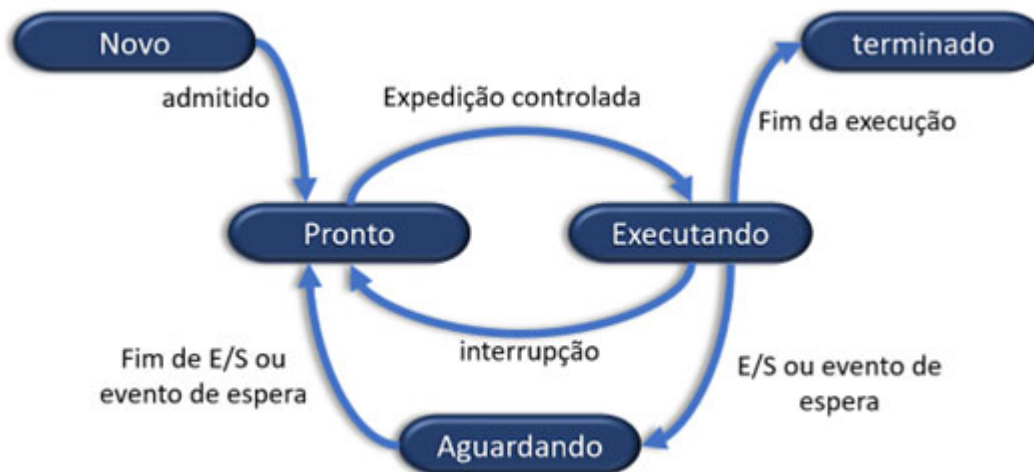 Novo
terminado
admitido
Expedição controlada
Fim da execução
Pronto
Executando
interrupção
Fim de E/S ou
evento de espera
E/S ou evento de
espera
Aguardando